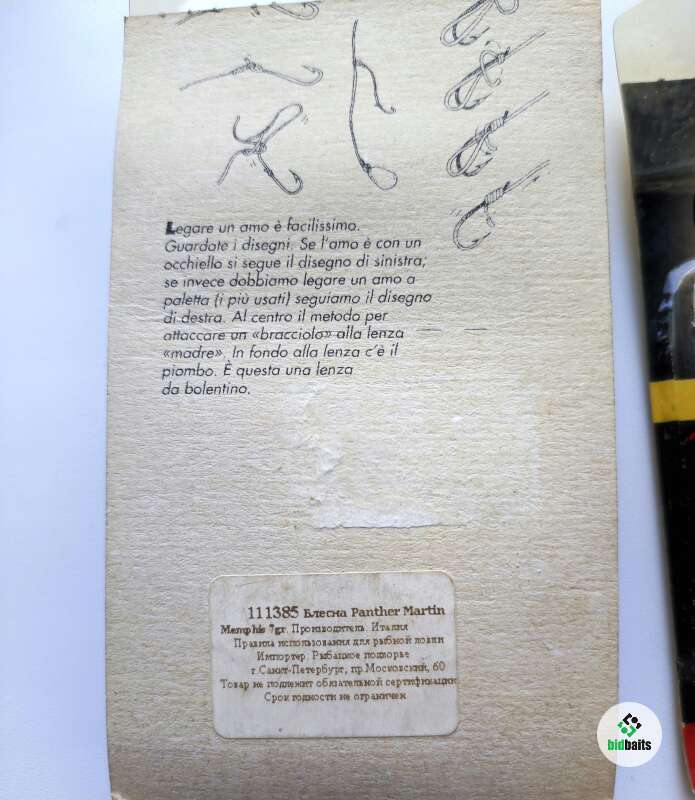 Legare un amo è facilissimo.
Guardate i disegni. Se l'amo è con un
occhiello si segue il disegno di sinistra;
se invece dobbiamo legare un amo a
paletta (i più usati) seguiamo il disegno
di destra. Al centro il metodo per
attaccare un «bracciolo» alla lenza
«madre». In fondo alla lenza c'è il
piombo. È questa una lenza
da bolentino.
111385 Блесна Panther Martin
Memphis 7gr. Производитель: Италия
Правила использования: для рыбной ловли
Импортер: Рыбацкое подворье
г.Санкт-Петербург, пр.Московский, 60
Товар не подлежит обязательной сертификации
Срок годности не ограничен
bidbaits